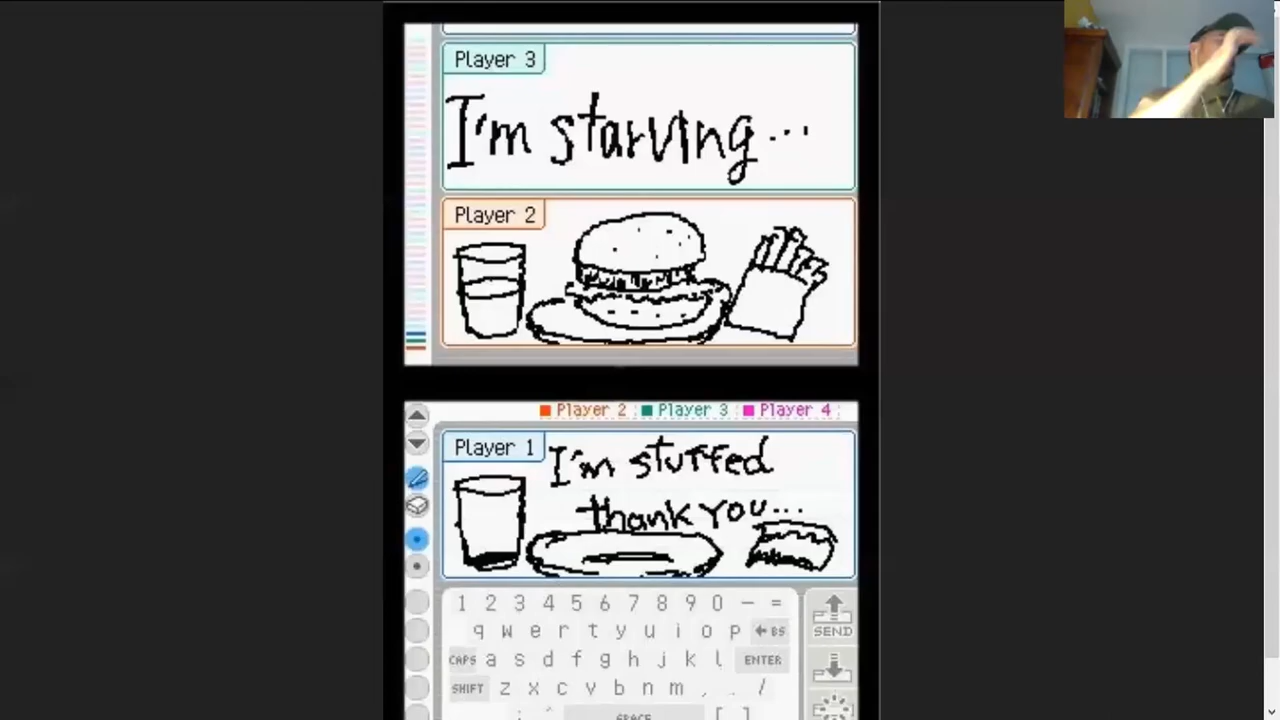 Player 3
I'm starving...
Player 2
Player 2 Player 3 Player 4
Player 1
I'm stuffed
thank you...
1 2 3 4 5 6 7 8 9 0 - =
q w e r t y u i o p ←BS
CAPS a s d f g h j k l ENTER
SHIFT z x c v b n m , . /
; ' SPACE [ ]
SEND